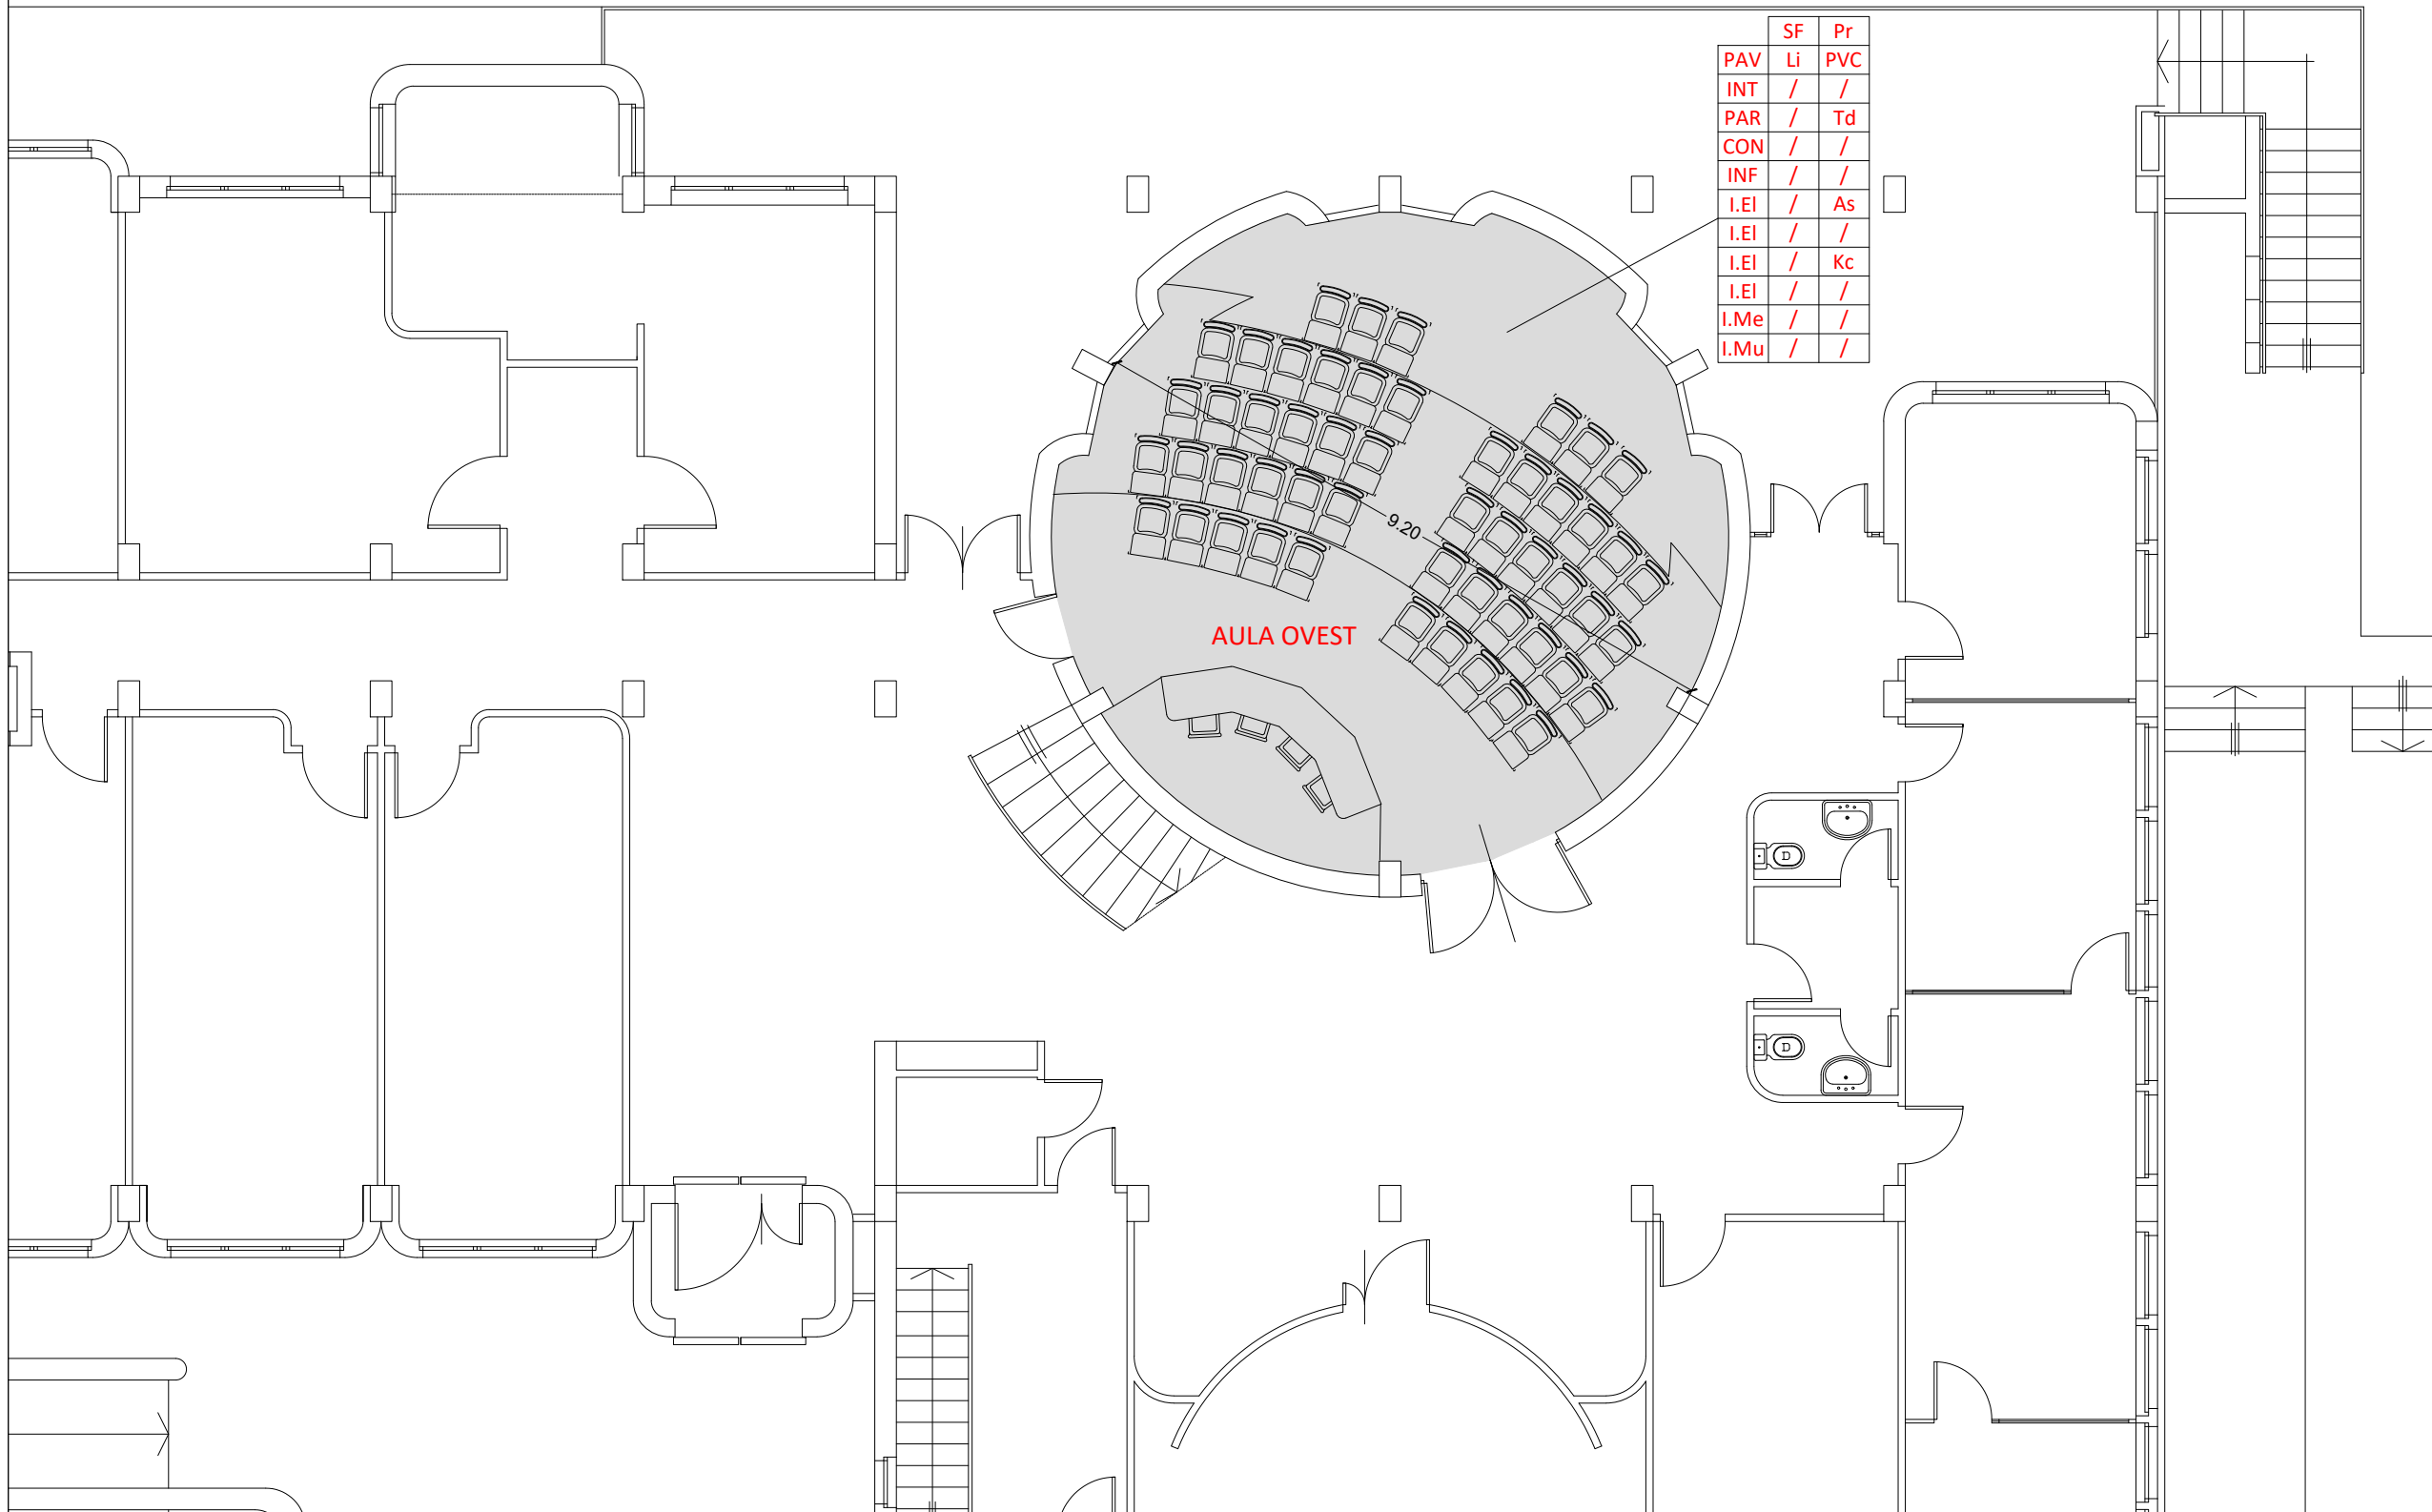 SF Pr
PAV Li PVC
INT / /
PAR / Td
CON / /
INF / /
I.El / As
I.El / /
I.El / Kc
I.El / /
I.Me / /
I.Mu / /
9.20
AULA OVEST
D
D